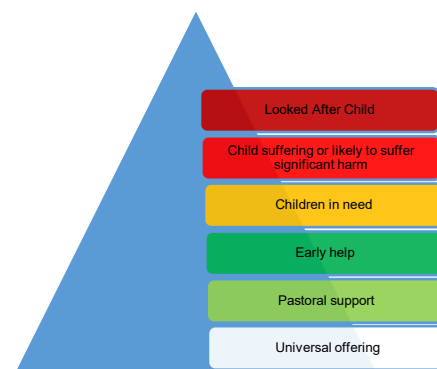 Looked After Child
Child suffering or likely to suffer
significant harm
Children in need
Early help
Pastoral support
Universal offering